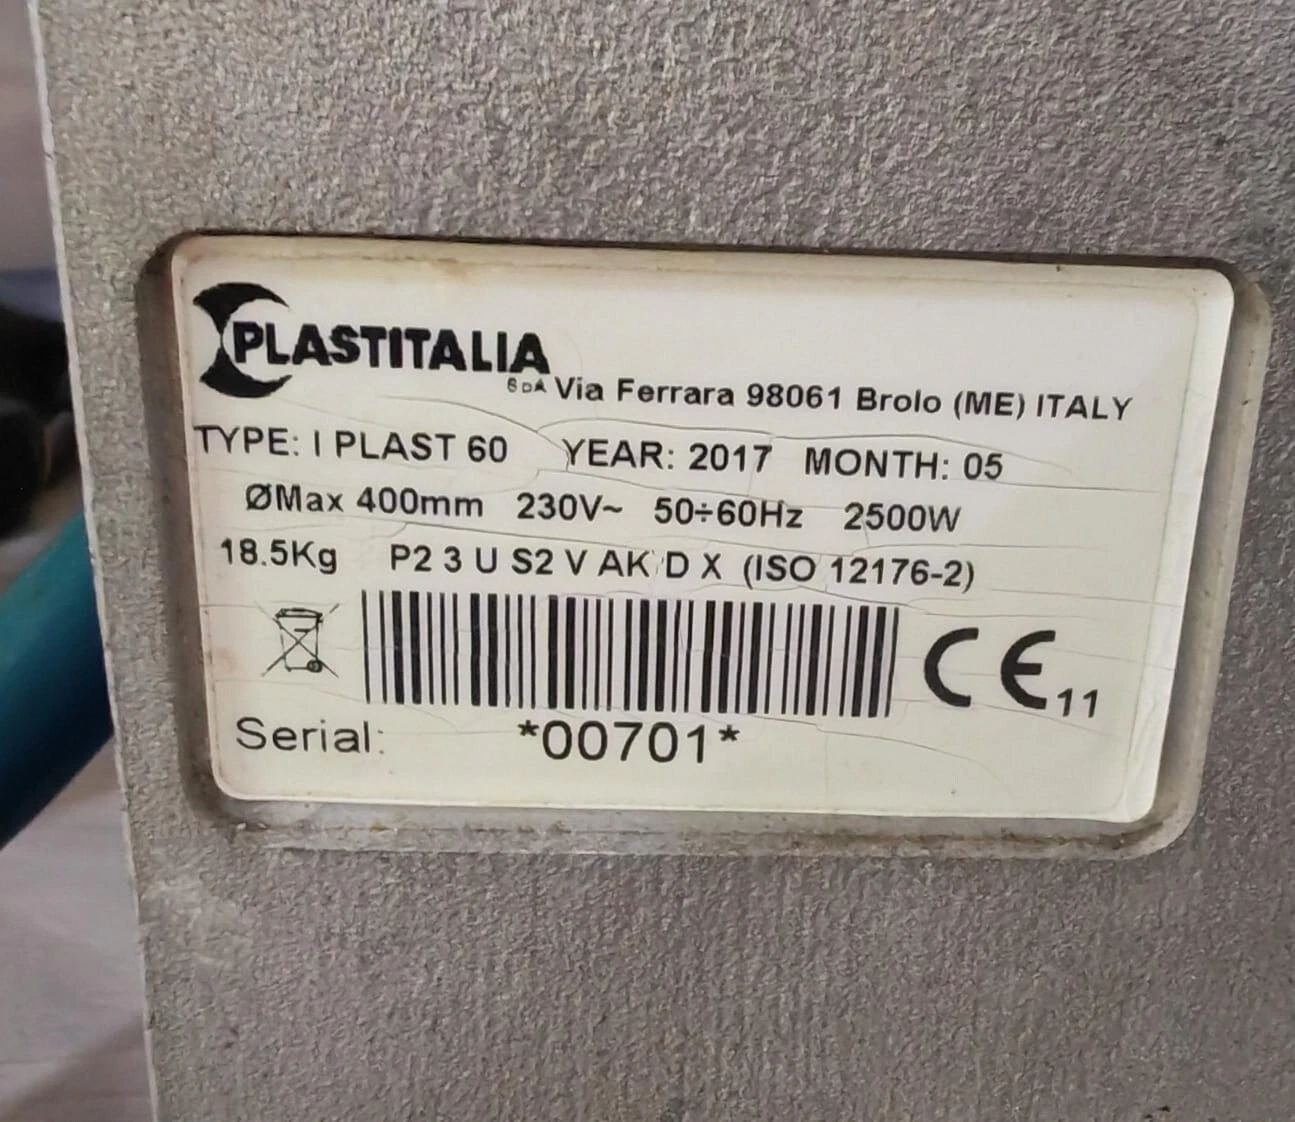 PLASTITALIA
SpA Via Ferrara 98061 Brolo (ME) ITALY
TYPE: I PLAST 60 YEAR: 2017 MONTH: 05
ØMax 400mm 230V~ 50÷60Hz 2500W
18.5Kg P2 3 U S2 V AK D X (ISO 12176-2)
CE 11
Serial: *00701*